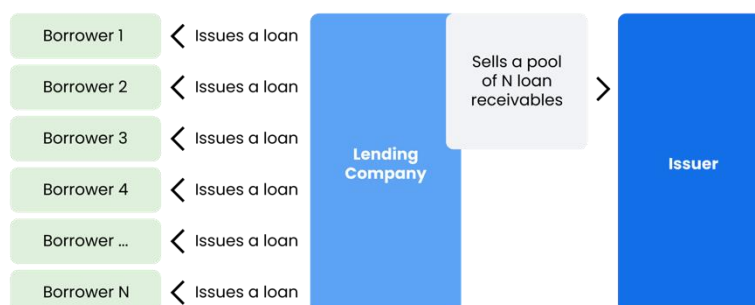 Borrower 1
Issues a loan
Borrower 2
Issues a loan
Borrower 3
Issues a loan
Borrower 4
Issues a loan
Borrower ...
Issues a loan
Borrower N
Issues a loan
Lending
Company
Sells a pool
of N loan
receivables
Issuer